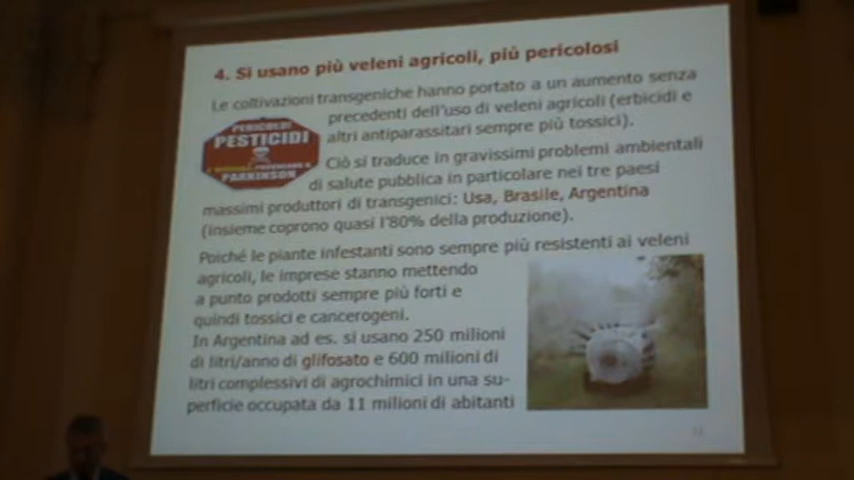 4. Si usano più veleni agricoli, più pericolosi
Le coltivazioni transgeniche hanno portato a un aumento senza
precedenti dell'uso di veleni agricoli (erbicidi e
altri antiparassitari sempre più tossici).
PERICOLO!
PESTICIDI
PARKINSON
Ciò si traduce in gravissimi problemi ambientali
di salute pubblica in particolare nei tre paesi
massimi produttori di transgenici: Usa, Brasile, Argentina
(insieme coprono quasi l'80% della produzione).
Poiché le piante infestanti sono sempre più resistenti ai veleni
agricoli, le imprese stanno mettendo
a punto prodotti sempre più forti e
quindi tossici e cancerogeni.
In Argentina ad es. si usano 250 milioni
di litri/anno di glifosato e 600 milioni di
litri complessivi di agrochimici in una su-
perficie occupata da 11 milioni di abitanti